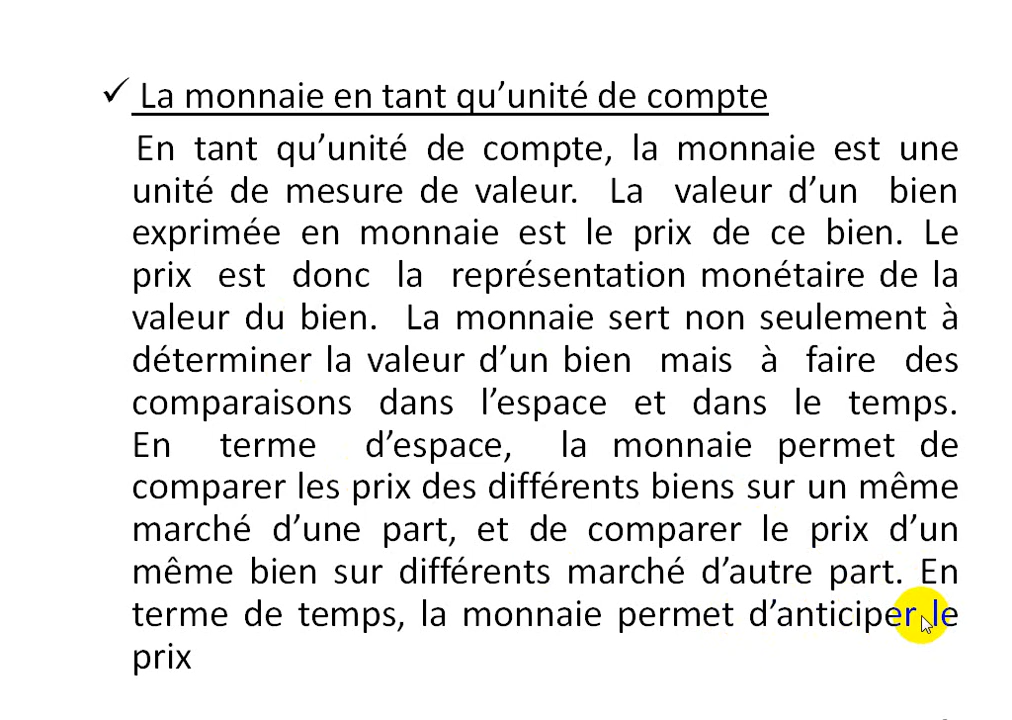 ✓ La monnaie en tant qu’unité de compte
En tant qu’unité de compte, la monnaie est une
unité de mesure de valeur. La valeur d’un bien
exprimée en monnaie est le prix de ce bien. Le
prix est donc la représentation monétaire de la
valeur du bien. La monnaie sert non seulement à
déterminer la valeur d’un bien mais à faire des
comparaisons dans l’espace et dans le temps.
En terme d’espace, la monnaie permet de
comparer les prix des différents biens sur un même
marché d’une part, et de comparer le prix d’un
même bien sur différents marché d’autre part. En
terme de temps, la monnaie permet d’anticiper le
prix